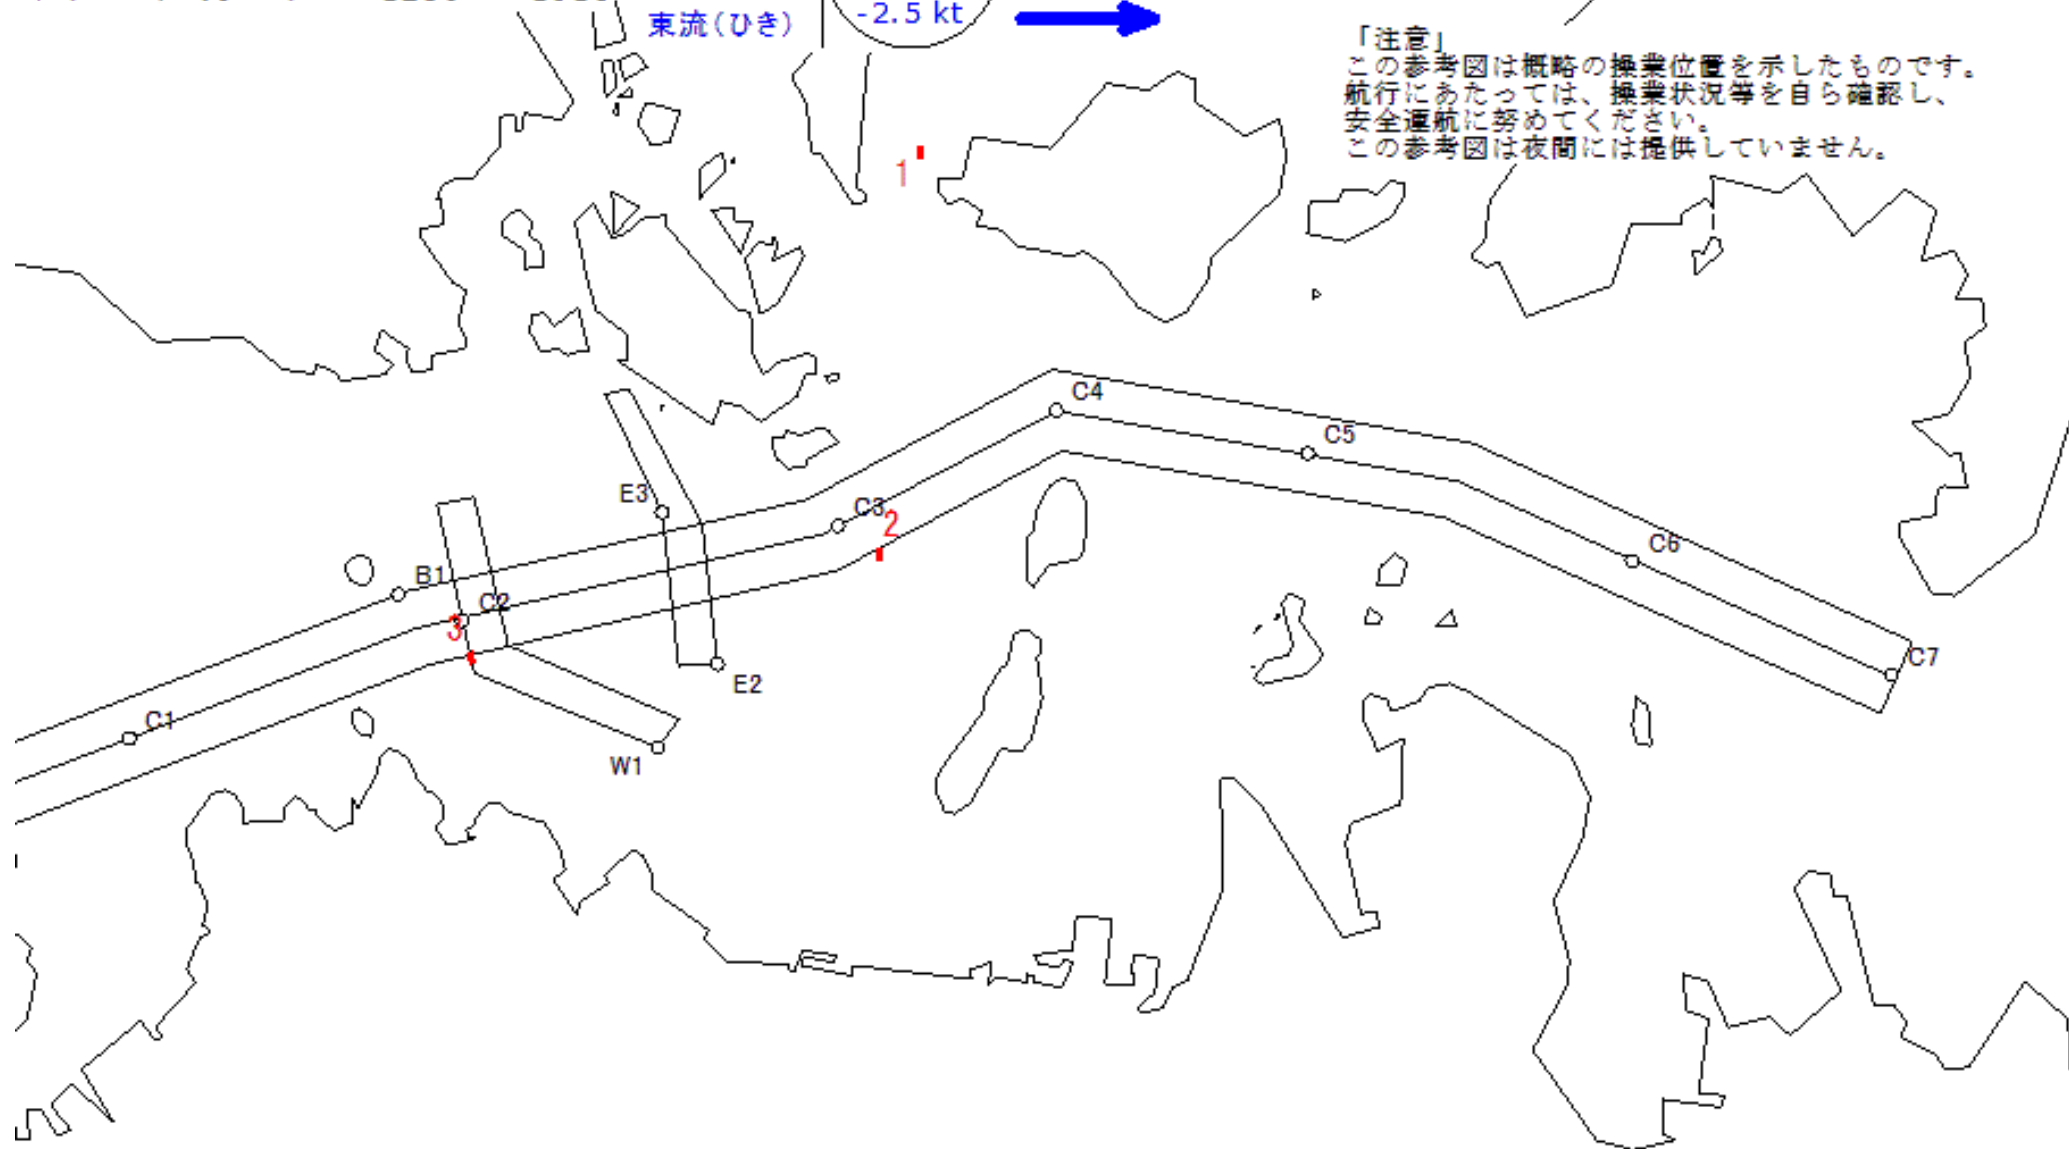 東流(ひき)
-2.5 kt
「注意」
この参考図は概略の操業位置を示したものです。
航行にあたっては、操業状況等を自ら確認し、
安全運航に努めてください。
この参考図は夜間には提供していません。
1
C4
C5
E3
C3
2
C6
B1
C2
3
C7
E2
C1
W1